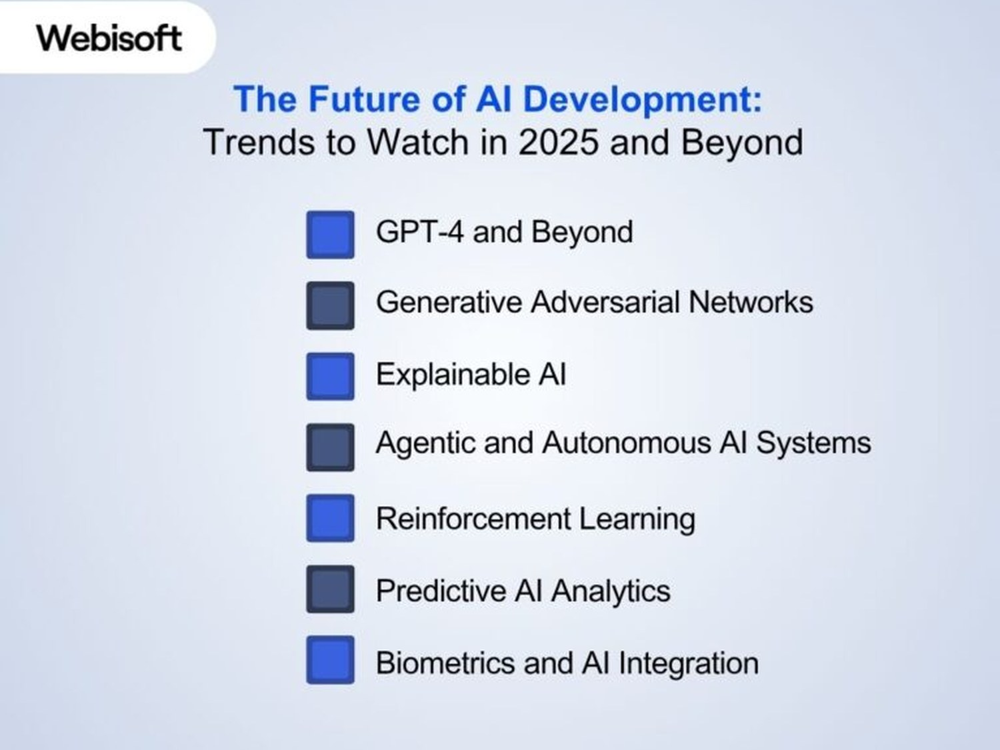 Webisoft
The Future of AI Development:
Trends to Watch in 2025 and Beyond
GPT-4 and Beyond
Generative Adversarial Networks
Explainable AI
Agentic and Autonomous AI Systems
Reinforcement Learning
Predictive AI Analytics
Biometrics and AI Integration